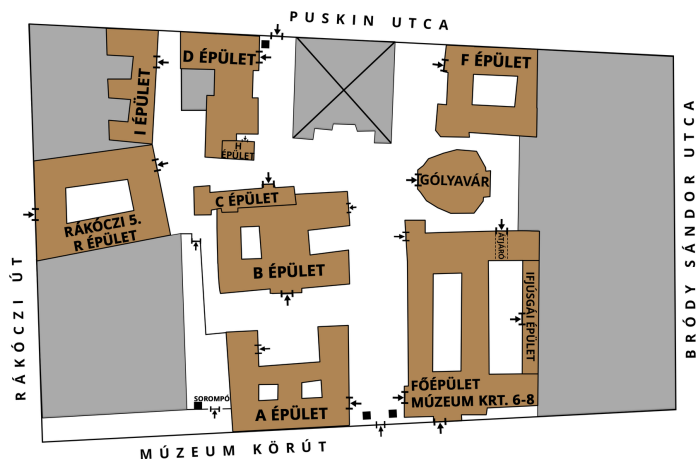 PUSKIN UTCA
D ÉPÜLET
F ÉPÜLET
I ÉPÜLET
H
ÉPÜLET
GÓLYAVÁR
C ÉPÜLET
RÁKÓCZI 5.
R ÉPÜLET
ÁTJÁRÓ
B ÉPÜLET
IFJÚSGÁI ÉPÜLET
RÁKÓCZI ÚT
BRÓDY SÁNDOR UTCA
SOROMPÓ
A ÉPÜLET
FŐÉPÜLET
MÚZEUM KRT. 6-8
MÚZEUM KÖRÚT